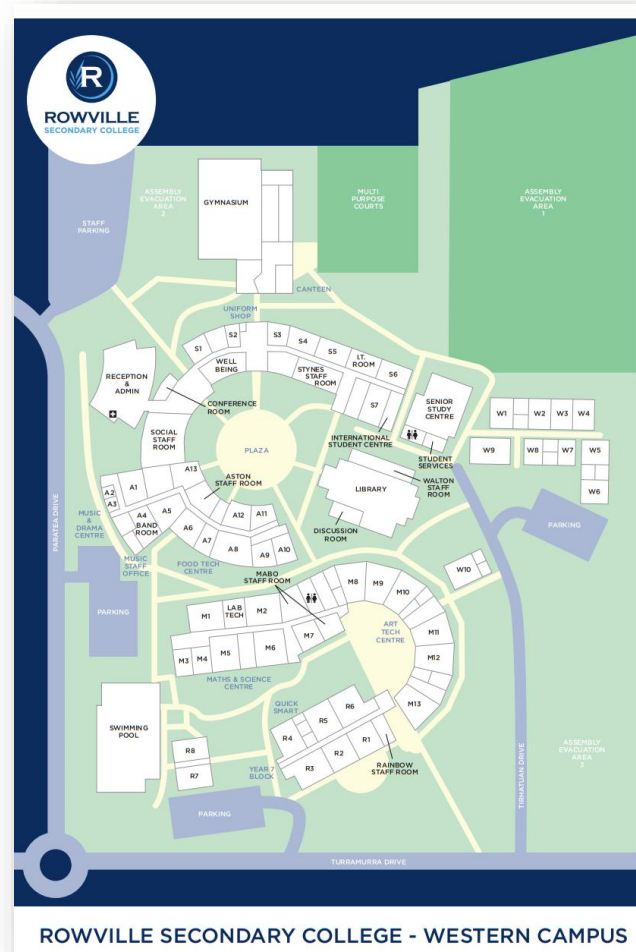 R
ROWVILLE
SECONDARY COLLEGE
STAFF
PARKING
ASSEMBLY
EVACUATION
AREA
2
GYMNASIUM
MULTI
PURPOSE
COURTS
ASSEMBLY
EVACUATION
AREA
1
CANTEEN
UNIFORM
SHOP
S1
S2
S3
S4
S5
I.T.
ROOM
S6
WELL
BEING
STYNES
STAFF
ROOM
S7
RECEPTION
&
ADMIN
CONFERENCE
ROOM
SENIOR
STUDY
CENTRE
W1
W2
W3
W4
SOCIAL
STAFF
ROOM
PLAZA
INTERNATIONAL
STUDENT CENTRE
STUDENT
SERVICES
W9
W8
W7
W5
W6
A13
ASTON
STAFF ROOM
WALTON
STAFF
ROOM
LIBRARY
A1
A2
A3
A4
BAND
ROOM
A5
A6
A7
A8
A9
A10
A11
A12
DISCUSSION
ROOM
PARKING
MUSIC
&
DRAMA
CENTRE
PARATEA DRIVE
MUSIC
STAFF
OFFICE
FOOD TECH
CENTRE
MABO
STAFF ROOM
W10
PARKING
M1
LAB
TECH
M2
M8
M9
M10
M11
M12
M13
ART
TECH
CENTRE
M3
M4
M5
M6
M7
MATHS & SCIENCE
CENTRE
QUICK
SMART
R6
R5
R4
R1
R2
R3
RAINBOW
STAFF ROOM
SWIMMING
POOL
R8
R7
YEAR 7
BLOCK
PARKING
TIRHATUAN DRIVE
ASSEMBLY
EVACUATION
AREA
3
TURRAMURRA DRIVE
ROWVILLE SECONDARY COLLEGE - WESTERN CAMPUS